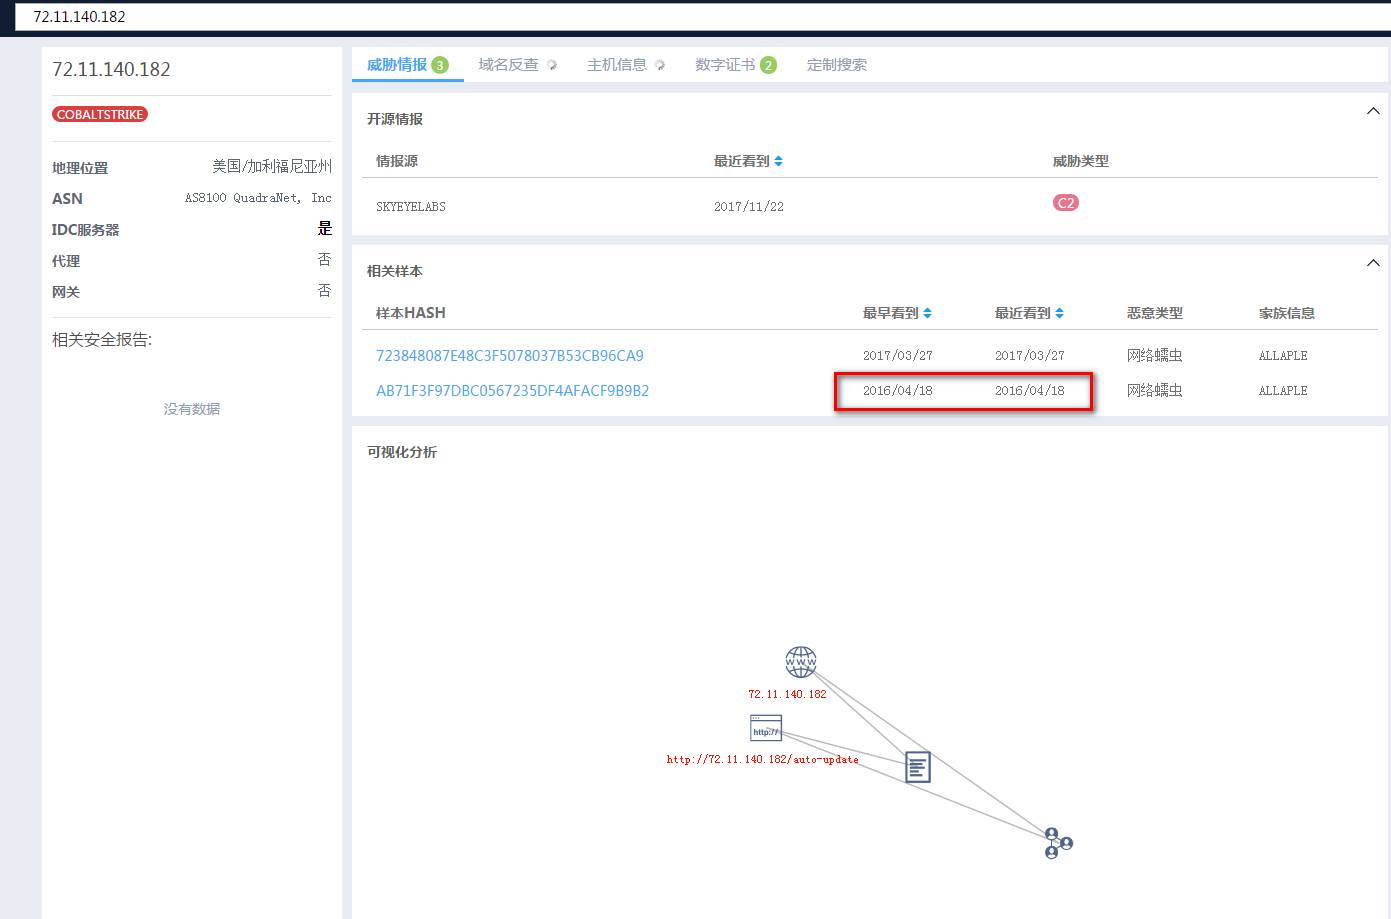 72.11.140.182
72.11.140.182
COBALTSTRIKE
地理位置 美国/加利福尼亚州
ASN AS8100 QuadraNet, Inc
IDC服务器 是
代理 否
网关 否
相关安全报告:
没有数据
威胁情报 3 域名反查 主机信息 数字证书 2 定制搜索
开源情报
情报源 最近看到 威胁类型
SKYEYELABS 2017/11/22 C2
相关样本
样本HASH 最早看到 最近看到 恶意类型 家族信息
723848087E48C3F5078037B53CB96CA9 2017/03/27 2017/03/27 网络蠕虫 ALLAPLE
AB71F3F97DBC0567235DF4AFACF9B9B2 2016/04/18 2016/04/18 网络蠕虫 ALLAPLE
可视化分析
www
72.11.140.182
http://
http://72.11.140.182/auto-update